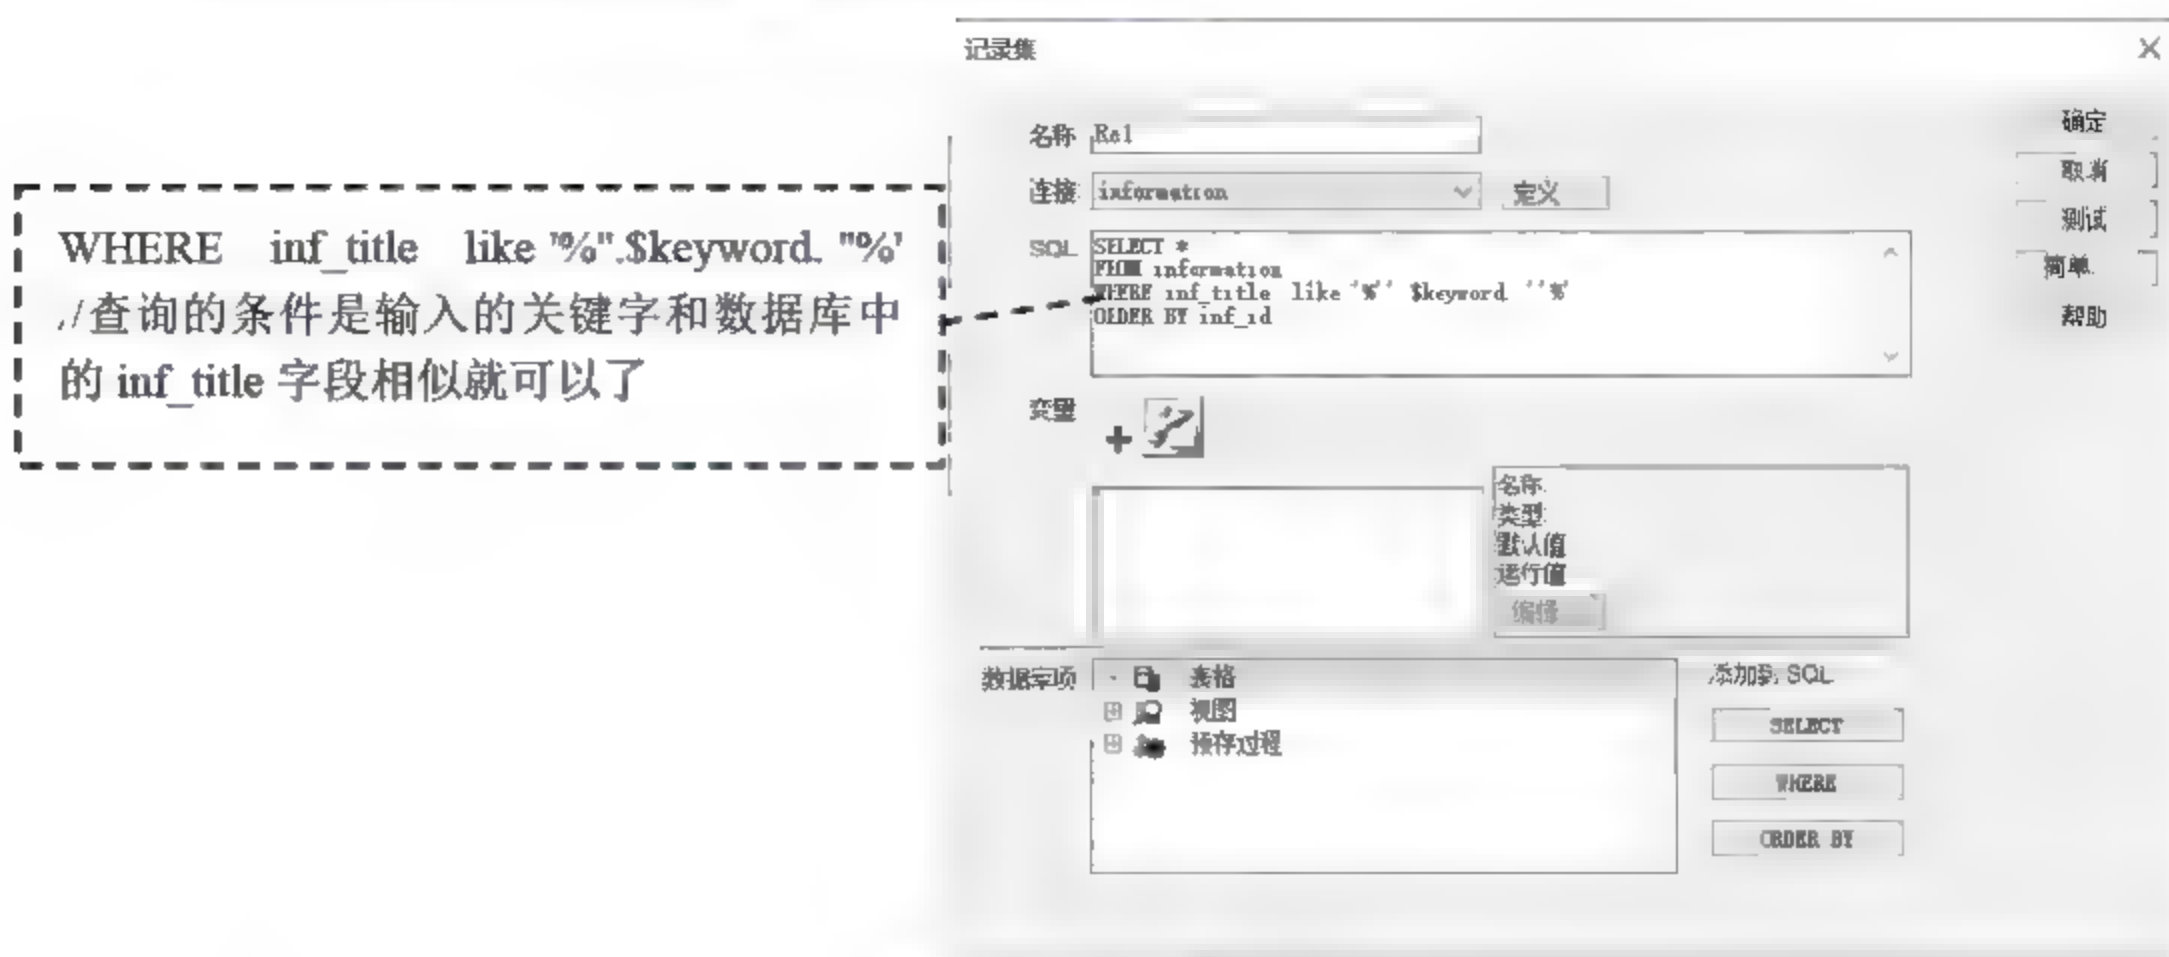 WHERE inf_title like '%".$keyword. "%'
//查询的条件是输入的关键字和数据库中
的 inf_title 字段相似就可以了
记录集
名称 Rs1
连接: information 定义
SQL SELECT *
FROM information
WHERE inf_title like '%'' $keyword. ''%'
ORDER BY inf_id
变量
名称:
类型:
默认值
运行值
编辑
数据库项
表格
视图
预存过程
添加到 SQL
SELECT
WHERE
ORDER BY
确定
取消
测试
简单
帮助